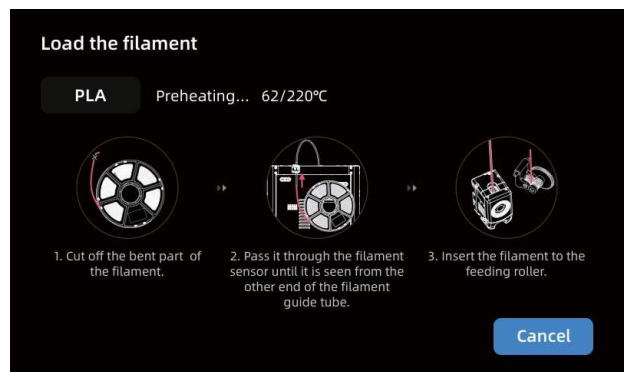 Load the filament
PLA
Preheating... 62/220℃
1. Cut off the bent part of
the filament.
2. Pass it through the filament
sensor until it is seen from the
other end of the filament
guide tube.
3. Insert the filament to the
feeding roller.
Cancel